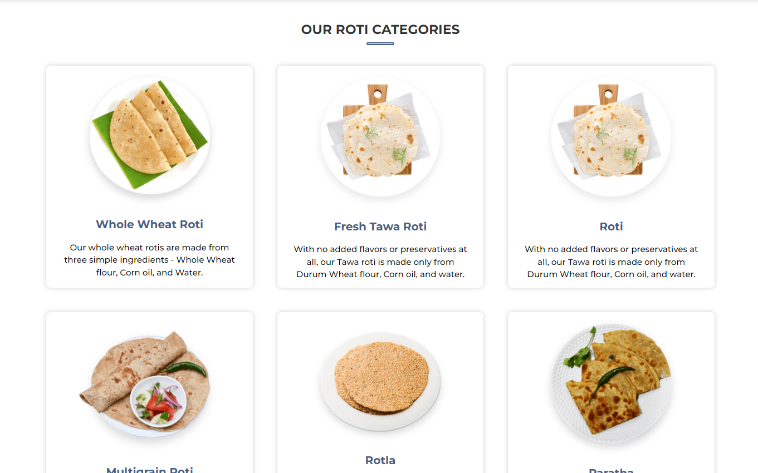 OUR ROTI CATEGORIES
Whole Wheat Roti
Our whole wheat rotis are made from
three simple ingredients - Whole Wheat
flour, Corn oil, and Water.
Fresh Tawa Roti
With no added flavors or preservatives at
all, our Tawa roti is made only from
Durum Wheat flour, Corn oil, and water.
Roti
With no added flavors or preservatives at
all, our Tawa roti is made only from
Durum Wheat flour, Corn oil, and water.
Multigrain Roti
Rotla
Paratha